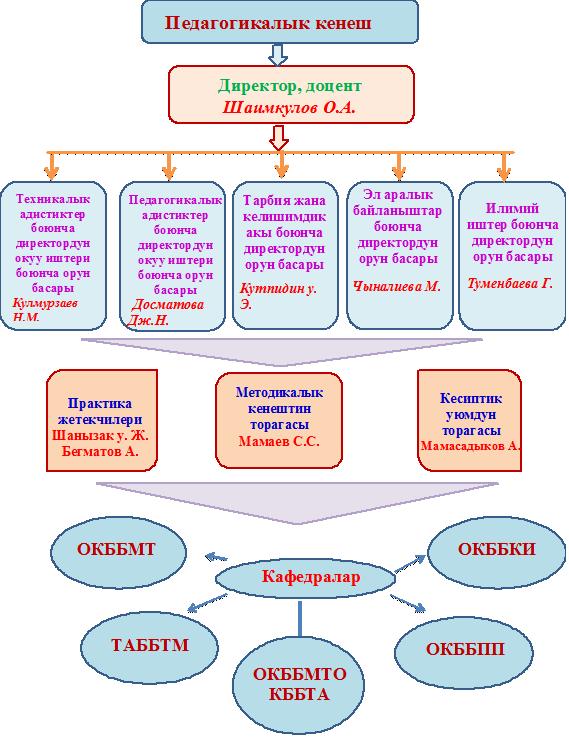 Педагогикалык кенеш
Директор, доцент
Шаимкулов О.А.
Техникалык
адистиктер
боюнча
директордун
окуу иштери
боюнча орун
басары
Кулмурзаев
Н.М.
Педагогикалык
адистиктер
боюнча
директордун
окуу иштери
боюнча орун
басары
Досматова
Дж.Н.
Тарбия жана
келишимдик
акы боюнча
директордун
орун басары
Кутпидин у.
Э.
Эл аралык
байланыштар
боюнча
директордун
орун басары
Чыналиева М.
Илимий
иштер боюнча
директордун
орун басары
Туменбаева Г.
Практика
жетекчилери
Шанызак у. Ж.
Бегматов А.
Методикалык
кенештин
торагасы
Мамаев С.С.
Кесиптик
уюмдун
торагасы
Мамасадыков А.
ОКББМТ
ОКББКИ
Кафедралар
ТАББТМ
ОКББМТО
КББТА
ОКББПП